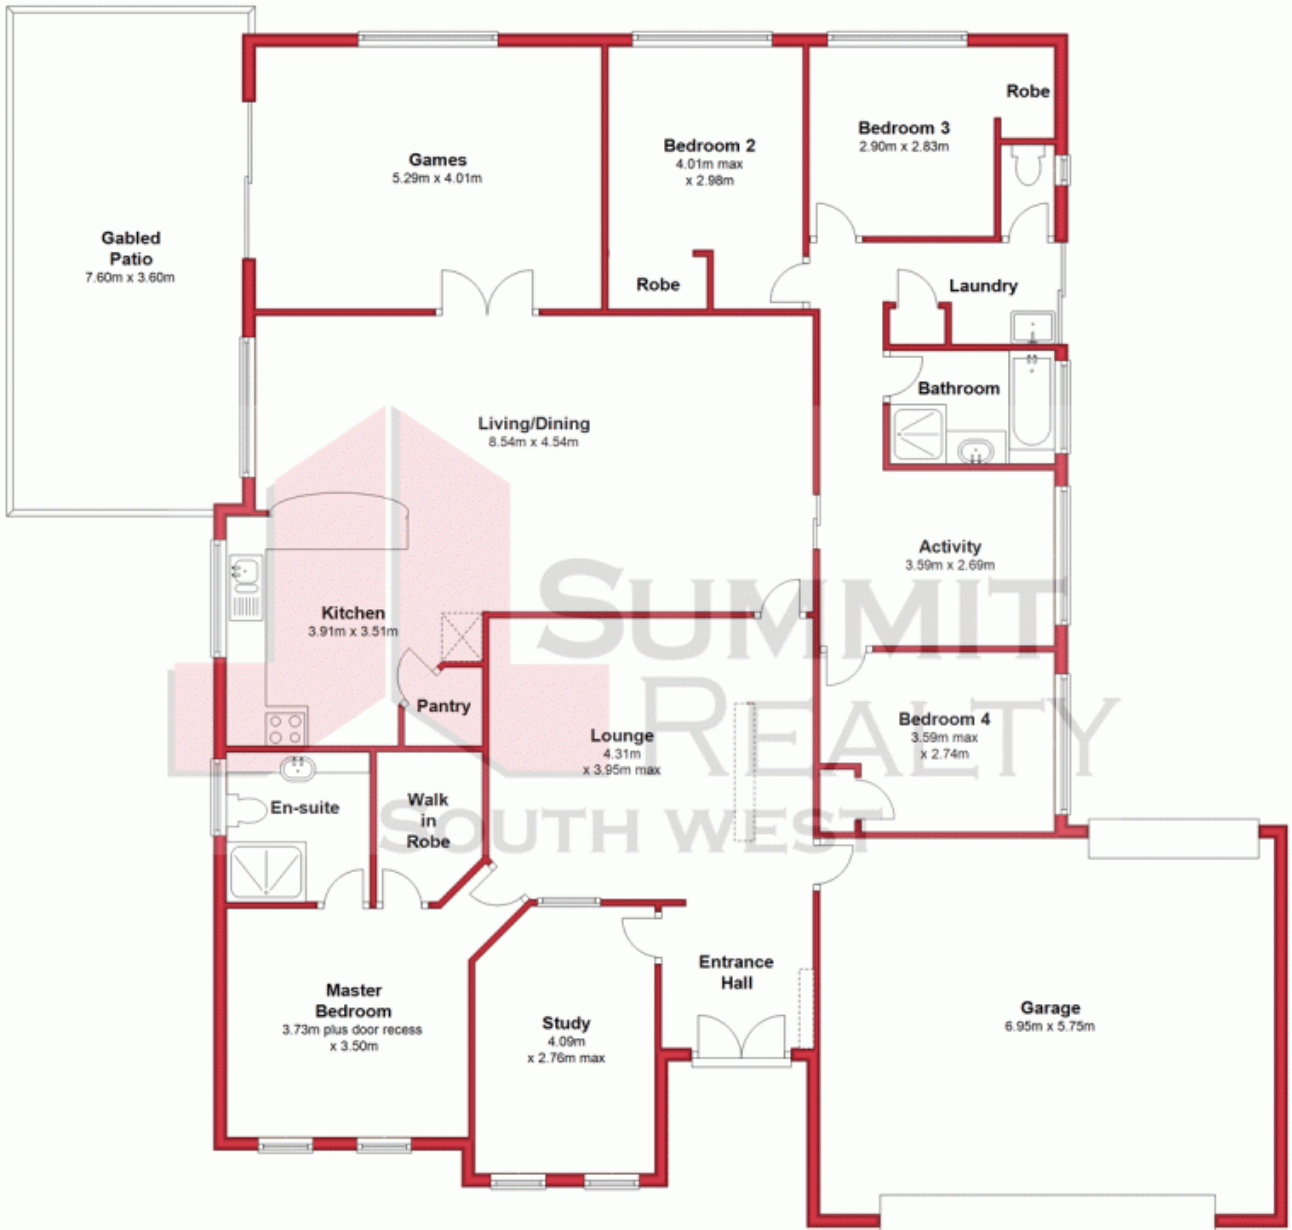 Games
5.29m x 4.01m
Bedroom 2
4.01m max
x 2.98m
Robe
Bedroom 3
2.90m x 2.83m
Robe
Gabled
Patio
7.60m x 3.60m
Laundry
Bathroom
Living/Dining
8.54m x 4.54m
Activity
3.59m x 2.69m
Kitchen
3.91m x 3.51m
Pantry
Lounge
4.31m
x 3.95m max
Bedroom 4
3.59m max
x 2.74m
En-suite
Walk
in
Robe
Master
Bedroom
3.73m plus door recess
x 3.50m
Study
4.09m
x 2.76m max
Entrance
Hall
Garage
6.95m x 5.75m
SUMMIT
REALTY
SOUTH WEST